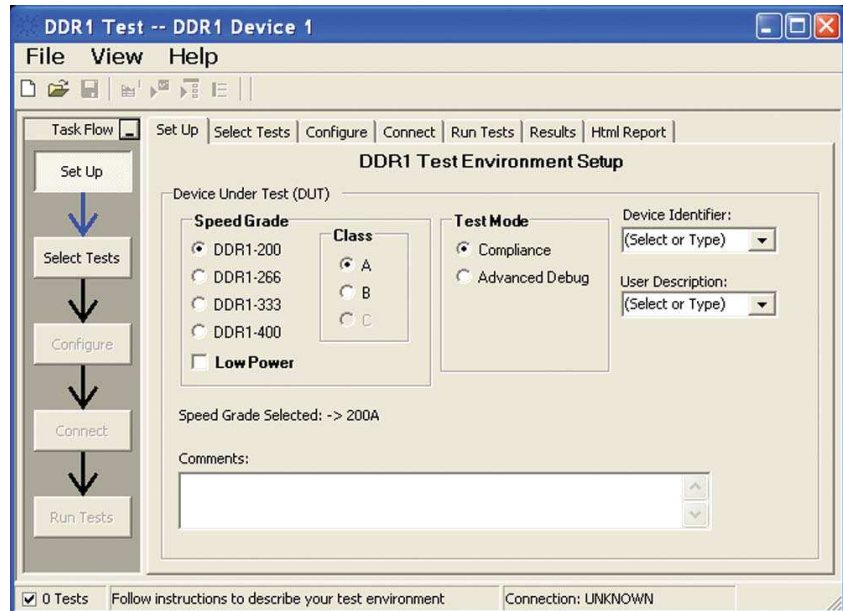 DDR1 Test -- DDR1 Device 1
File View Help
Task Flow
Set Up
Select Tests
Configure
Connect
Run Tests
Set Up Select Tests Configure Connect Run Tests Results Html Report
DDR1 Test Environment Setup
Device Under Test (DUT)
Speed Grade
DDR1-200
DDR1-266
DDR1-333
DDR1-400
Low Power
Class
A
B
C
Test Mode
Compliance
Advanced Debug
Device Identifier:
(Select or Type)
User Description:
(Select or Type)
Speed Grade Selected: -> 200A
Comments:
0 Tests Follow instructions to describe your test environment Connection: UNKNOWN